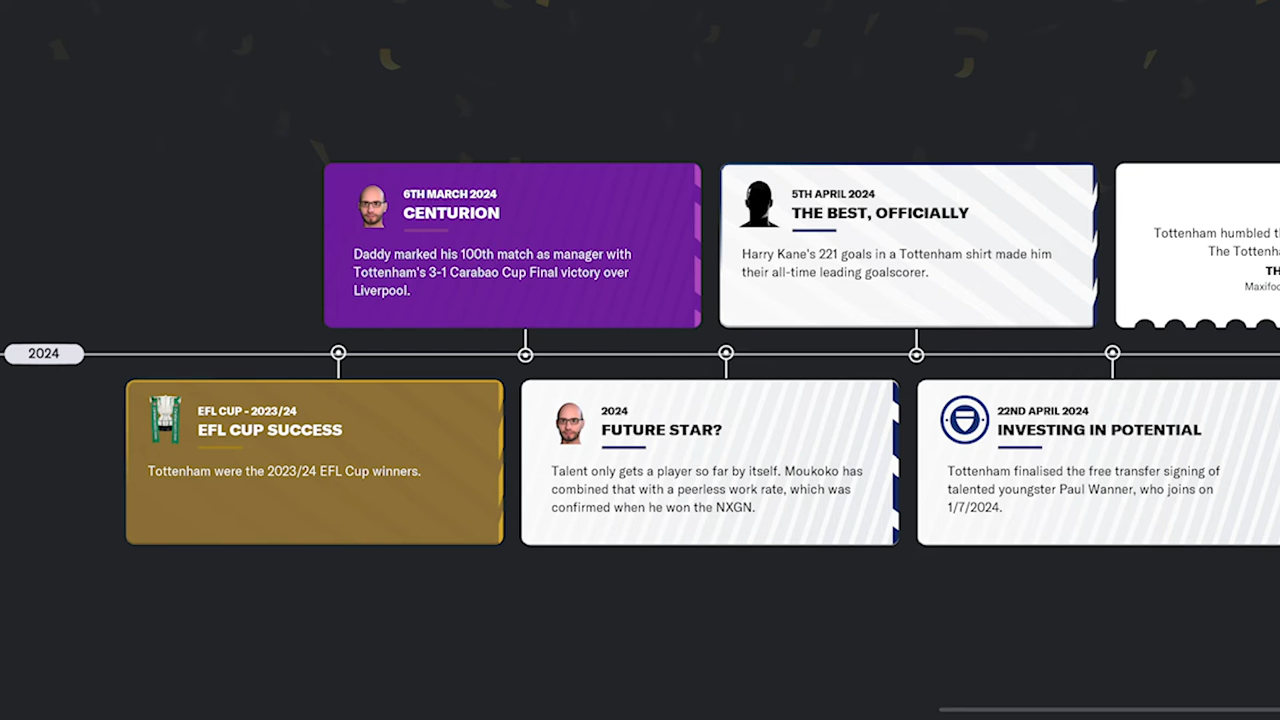 6TH MARCH 2024
CENTURION
Daddy marked his 100th match as manager with
Tottenham's 3-1 Carabao Cup Final victory over
Liverpool.
5TH APRIL 2024
THE BEST, OFFICIALLY
Harry Kane's 221 goals in a Tottenham shirt made him
their all-time leading goalscorer.
Tottenham humbled
The
Maxifoo
2024
EFL CUP - 2023/24
EFL CUP SUCCESS
Tottenham were the 2023/24 EFL Cup winners.
2024
FUTURE STAR?
Talent only gets a player so far by itself. Moukoko has
combined that with a peerless work rate, which was
confirmed when he won the NXGN.
22ND APRIL 2024
INVESTING IN POTENTIAL
Tottenham finalised the free transfer signing of
talented youngster Paul Wanner, who joins on
1/7/2024.